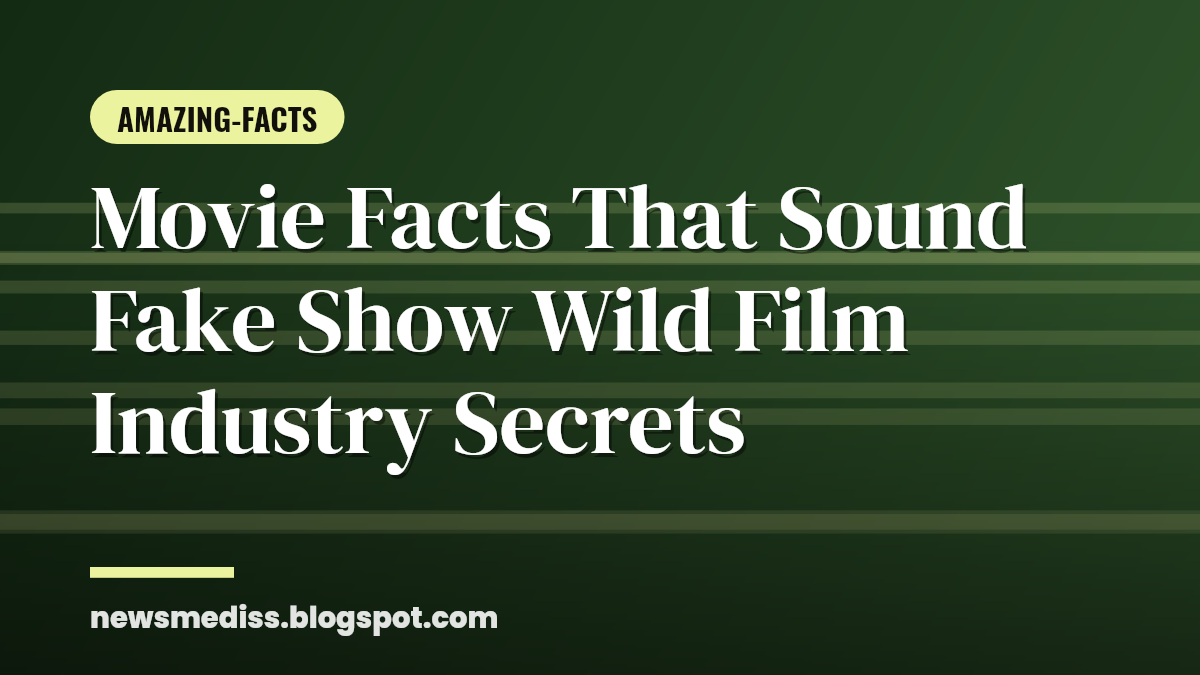 AMAZING-FACTS
Movie Facts That Sound
Fake Show Wild Film
Industry Secrets
newsmediss.blogspot.com